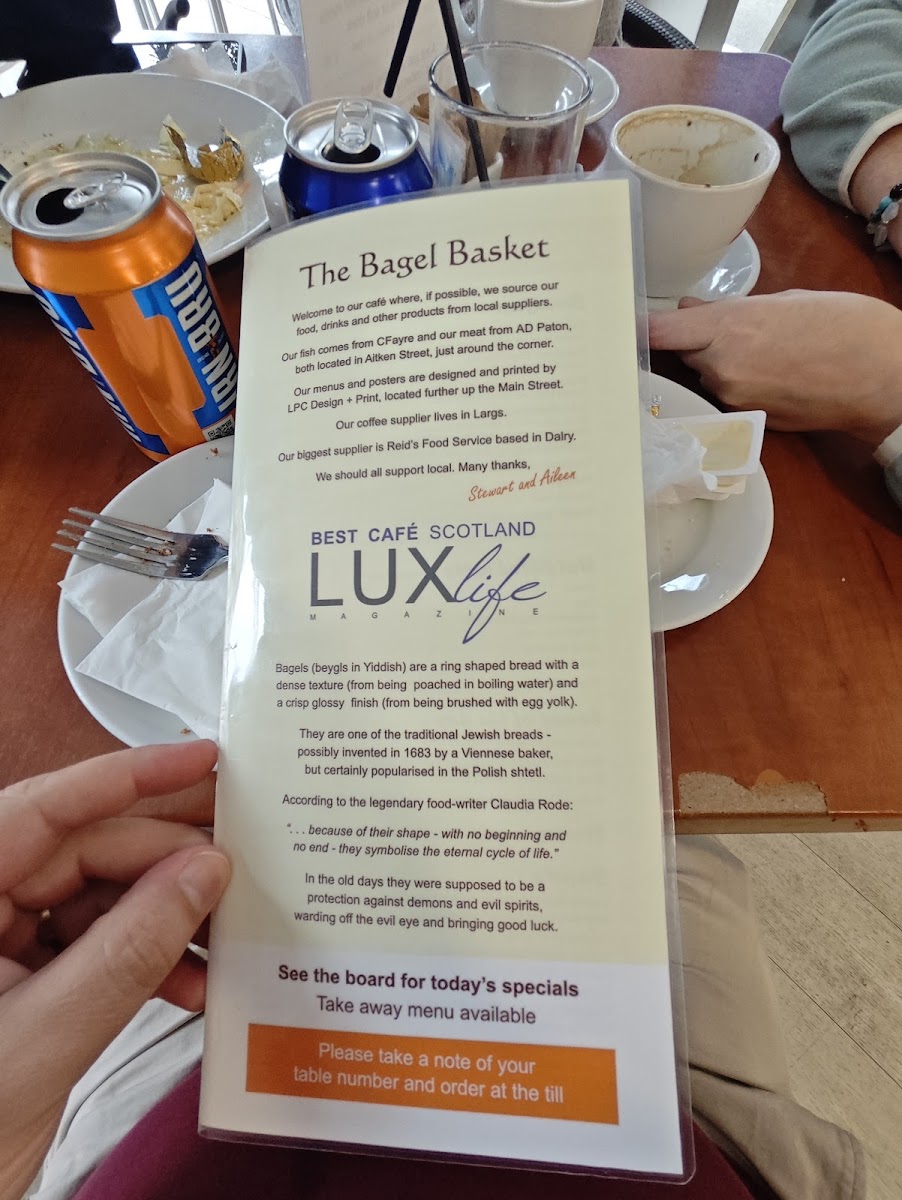 The Bagel Basket
Welcome to our café where, if possible, we source our
food, drinks and other products from local suppliers.
Our fish comes from CFayre and our meat from AD Paton,
both located in Aitken Street, just around the corner.
Our menus and posters are designed and printed by
LPC Design + Print, located further up the Main Street.
Our coffee supplier lives in Largs.
Our biggest supplier is Reid's Food Service based in Dalry.
We should all support local. Many thanks,
Stewart and Aileen
BEST CAFÉ SCOTLAND
LUXlife
MAGAZINE
Bagels (beygls in Yiddish) are a ring shaped bread with a
dense texture (from being poached in boiling water) and
a crisp glossy finish (from being brushed with egg yolk).
They are one of the traditional Jewish breads -
possibly invented in 1683 by a Viennese baker,
but certainly popularised in the Polish shtetl.
According to the legendary food-writer Claudia Rode:
". . . because of their shape - with no beginning and
no end - they symbolise the eternal cycle of life."
In the old days they were supposed to be a
protection against demons and evil spirits,
warding off the evil eye and bringing good luck.
See the board for today's specials
Take away menu available
Please take a note of your
table number and order at the till
IRN-BRU